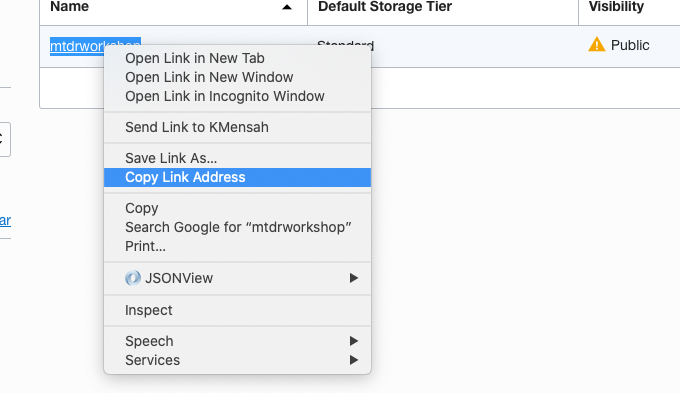 Name Default Storage Tier Visibility
mtdrworkshop Standard Public
Open Link in New Tab
Open Link in New Window
Open Link in Incognito Window
Send Link to KMensah
Save Link As...
Copy Link Address
Copy
ar
Search Google for “mtdrworkshop”
Print...
JSONView
Inspect
Speech
Services